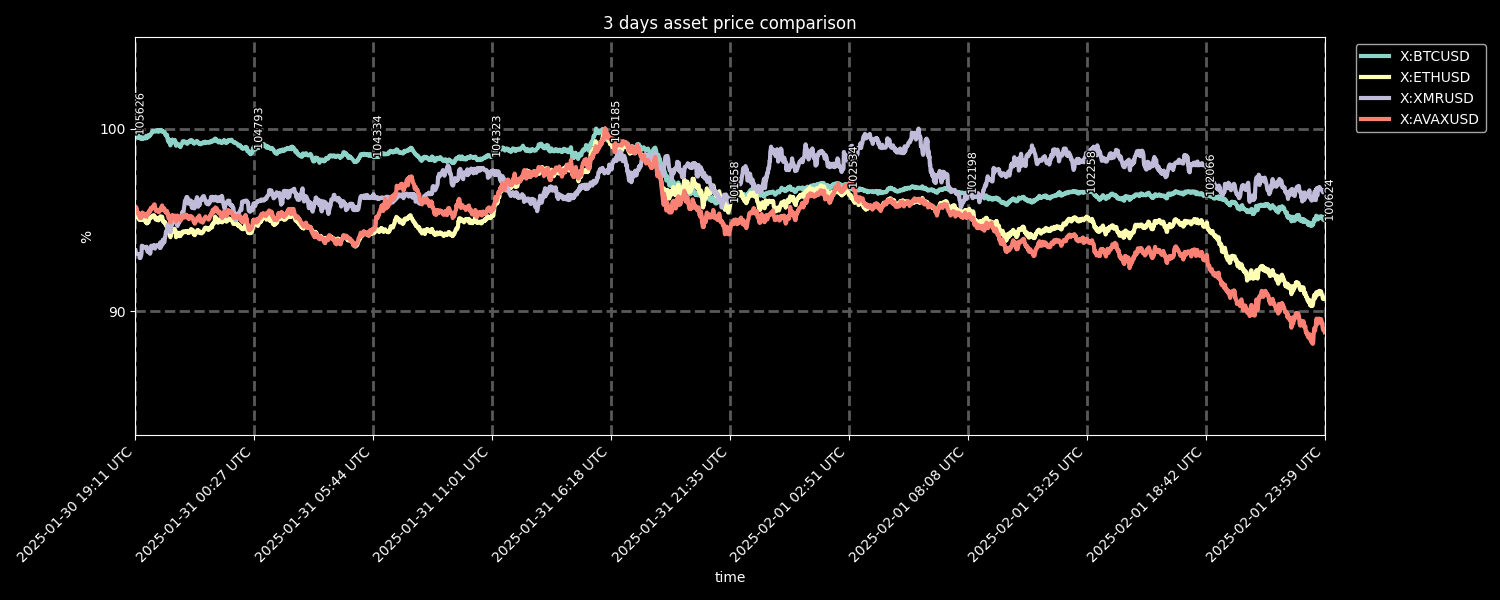 3 days asset price comparison
X:BTCUSD
X:ETHUSD
X:XMRUSD
X:AVAXUSD
%
100
90
105626
104793
104334
104323
105185
101658
102534
102198
102258
102066
100624
2025-01-30 19:11 UTC
2025-01-31 00:27 UTC
2025-01-31 05:44 UTC
2025-01-31 11:01 UTC
2025-01-31 16:18 UTC
2025-01-31 21:35 UTC
2025-02-01 02:51 UTC
2025-02-01 08:08 UTC
2025-02-01 13:25 UTC
2025-02-01 18:42 UTC
2025-02-01 23:59 UTC
time